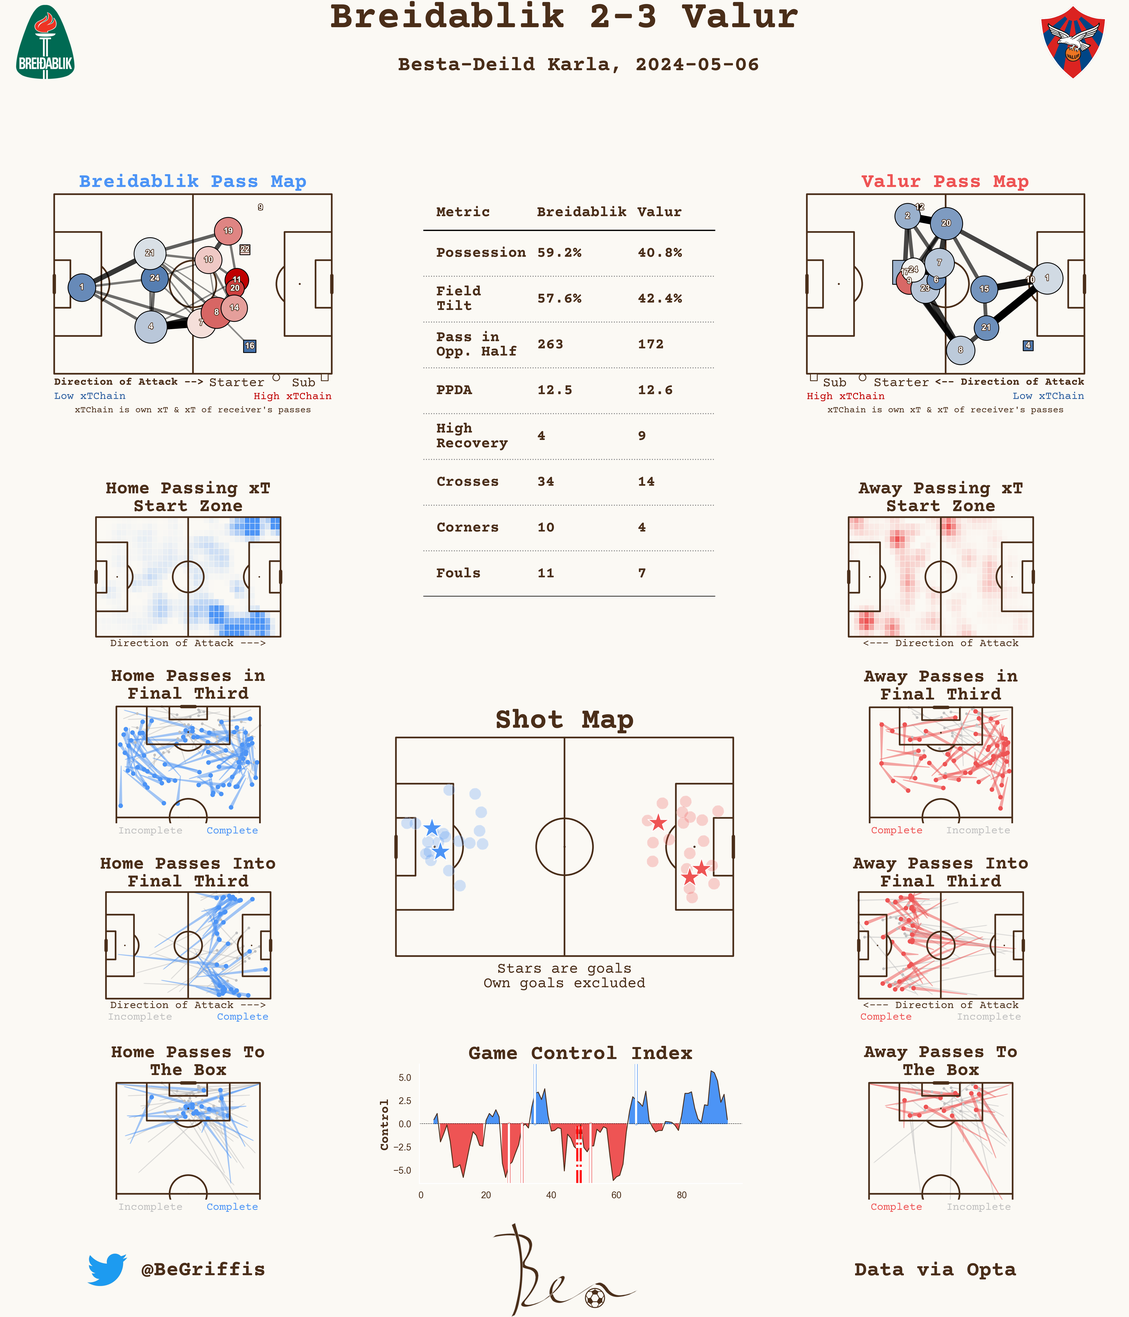 Breidablik 2-3 Valur
Besta-Deild Karla, 2024-05-06
BREIÐABLIK
Breidablik Pass Map
9
19
22
21
10
24
11
1
20
14
8
7
4
16
Direction of Attack --> Starter Sub
Low xTChain High xTChain
xTChain is own xT & xT of receiver's passes
Metric Breidablik Valur
Possession 59.2% 40.8%
Field
Tilt 57.6% 42.4%
Pass in
Opp. Half 263 172
PPDA 12.5 12.6
High
Recovery 4 9
Crosses 34 14
Corners 10 4
Fouls 11 7
Valur Pass Map
12
2
20
7
24
6
10
1
23
15
21
8
4
Sub Starter <-- Direction of Attack
High xTChain Low xTChain
xTChain is own xT & xT of receiver's passes
Home Passing xT
Start Zone
Direction of Attack --->
Away Passing xT
Start Zone
<--- Direction of Attack
Home Passes in
Final Third
Incomplete Complete
Away Passes in
Final Third
Complete Incomplete
Shot Map
Stars are goals
Own goals excluded
Home Passes Into
Final Third
Direction of Attack --->
Incomplete Complete
Away Passes Into
Final Third
<--- Direction of Attack
Complete Incomplete
Home Passes To
The Box
Incomplete Complete
Game Control Index
Control
5.0
2.5
0.0
−2.5
−5.0
0 20 40 60 80
Away Passes To
The Box
Complete Incomplete
@BeGriffis
Bea
Data via Opta